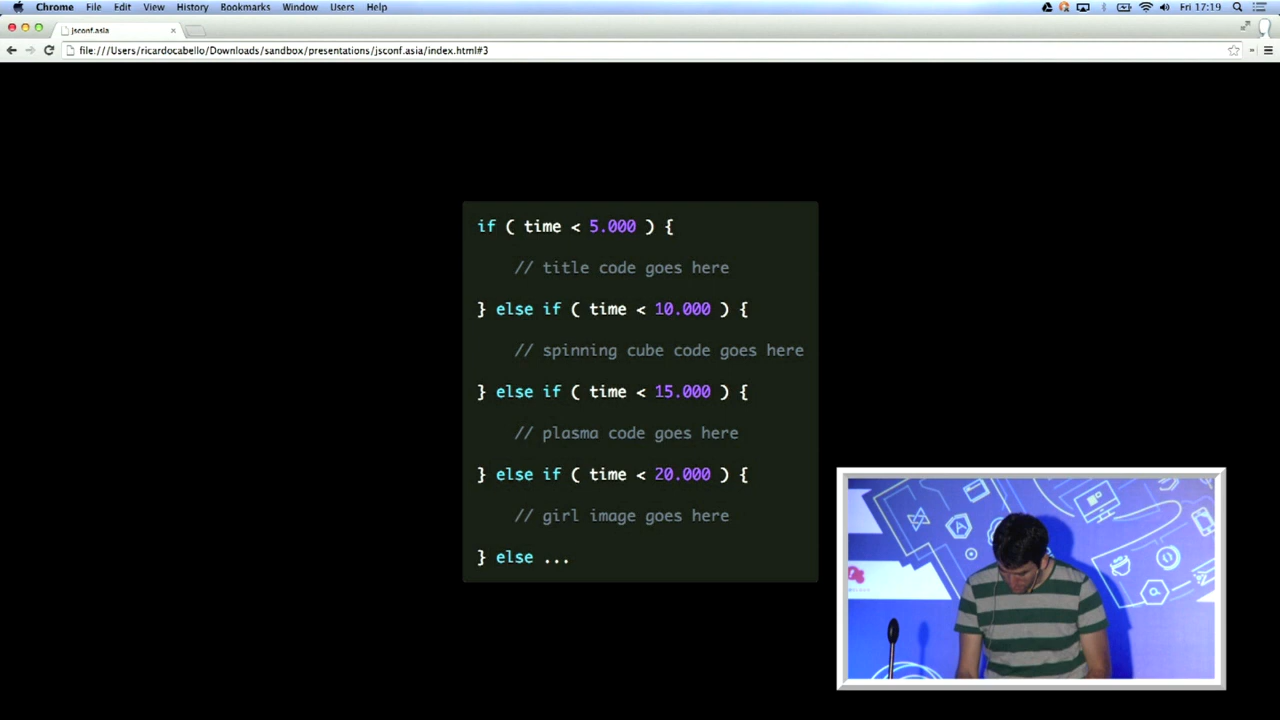 Chrome File Edit View History Bookmarks Window Users Help Fri 17:19
jsconf.asia
file:///Users/ricardocabello/Downloads/sandbox/presentations/jsconf.asia/index.html#3
if ( time < 5.000 ) {
// title code goes here
} else if ( time < 10.000 ) {
// spinning cube code goes here
} else if ( time < 15.000 ) {
// plasma code goes here
} else if ( time < 20.000 ) {
// girl image goes here
} else ...